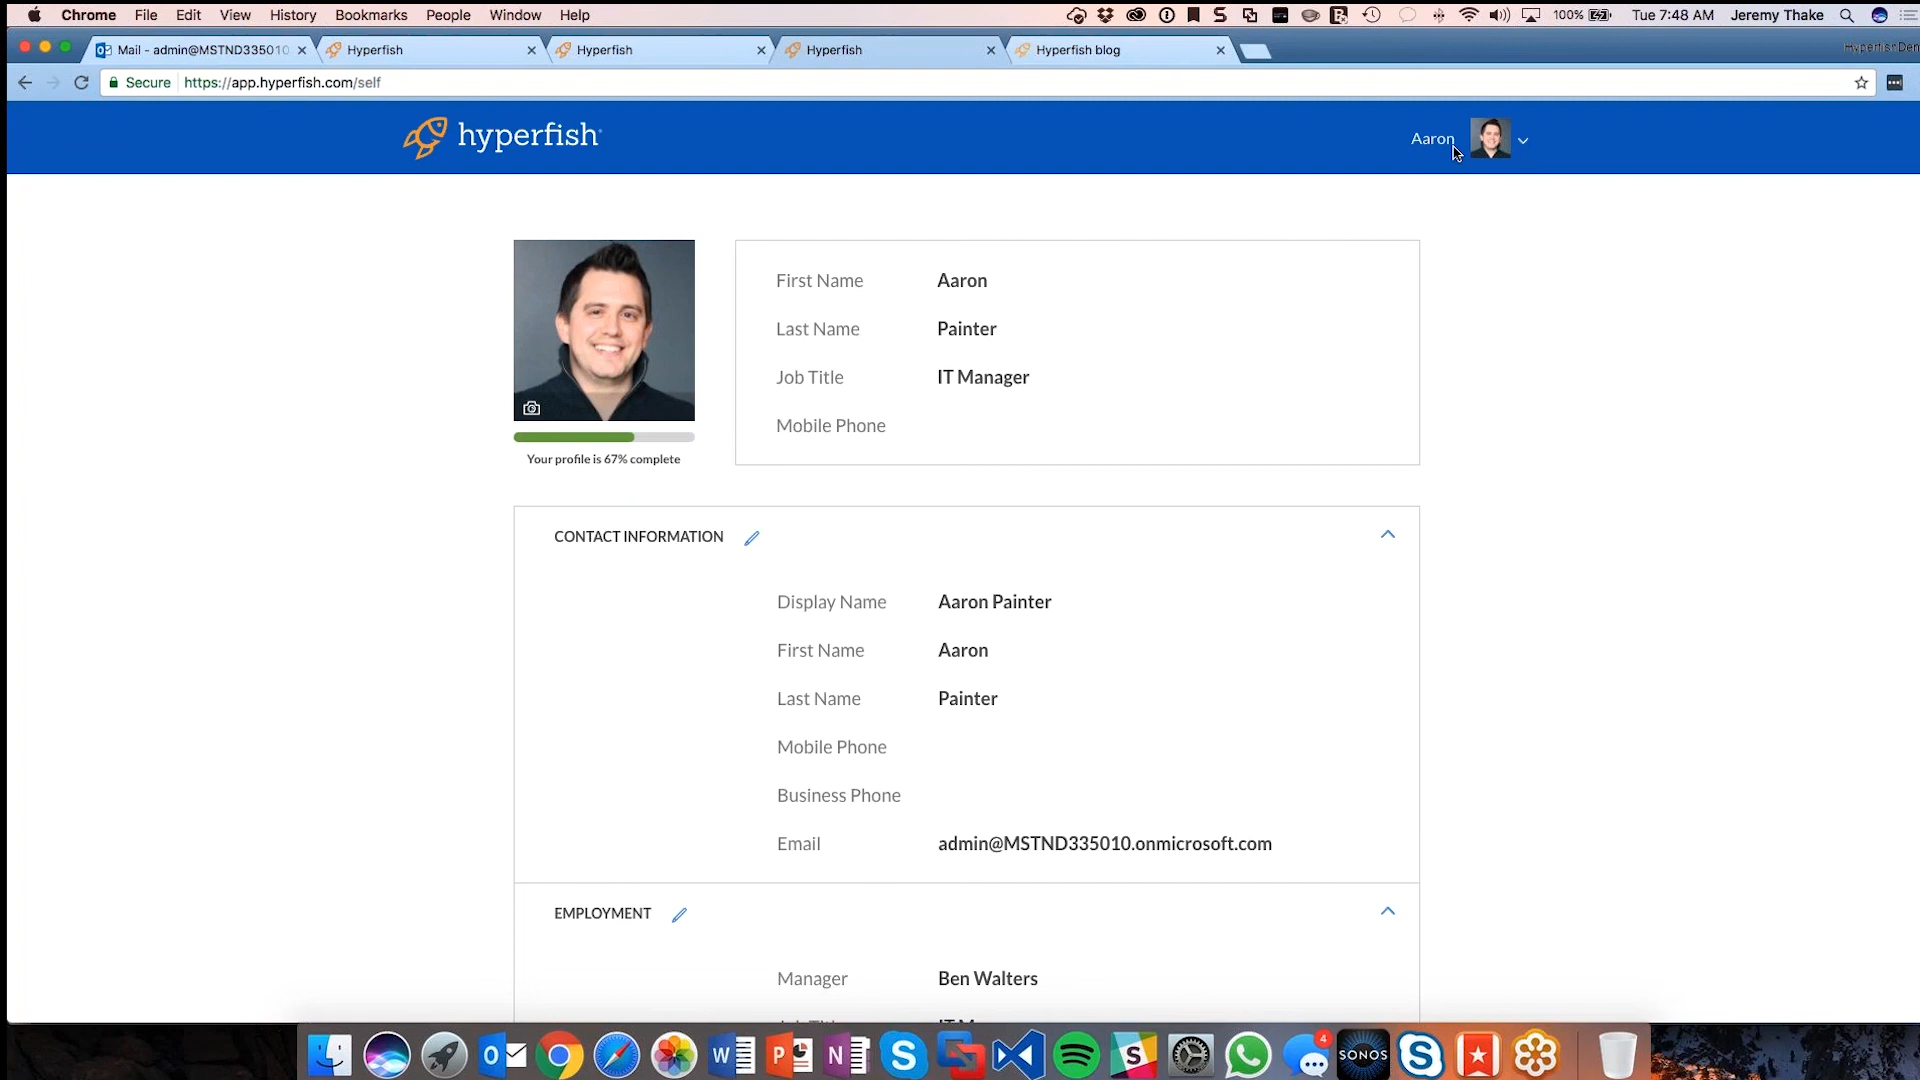 Chrome File Edit View History Bookmarks People Window Help 100% Tue 7:48 AM Jeremy Thake
Mail - admin@MSTND335010 Hyperfish Hyperfish Hyperfish Hyperfish blog
Secure https://app.hyperfish.com/self
hyperfish
Aaron
First Name Aaron
Last Name Painter
Job Title IT Manager
Mobile Phone
Your profile is 67% complete
CONTACT INFORMATION
Display Name Aaron Painter
First Name Aaron
Last Name Painter
Mobile Phone
Business Phone
Email admin@MSTND335010.onmicrosoft.com
EMPLOYMENT
Manager Ben Walters
4
SONOS